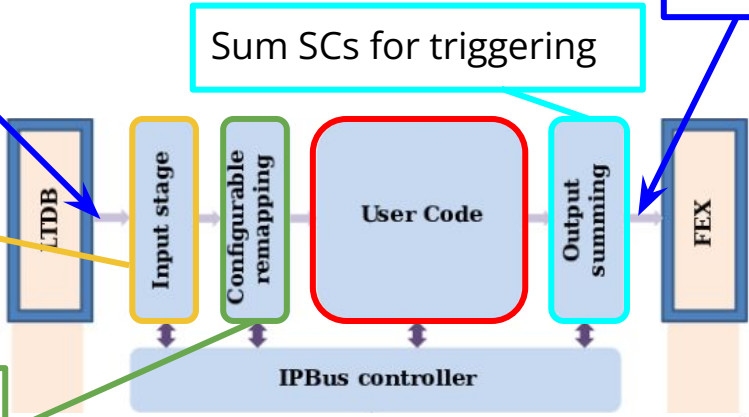 Sum SCs for triggering
LTDB
Input stage
Configurable
remapping
User Code
Output
summing
FEX
IPBus controller